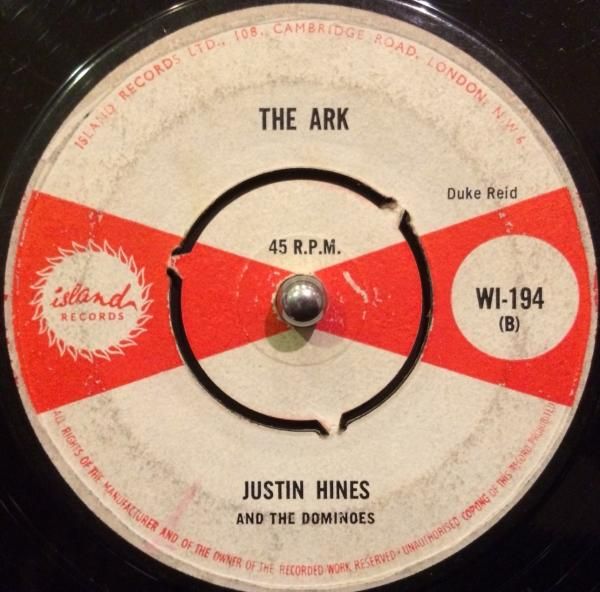 ISLAND RECORDS LTD., 108, CAMBRIDGE ROAD, LONDON, N.W.6
THE ARK
Duke Reid
45 R.P.M.
island
RECORDS
WI-194
(B)
JUSTIN HINES
AND THE DOMINOES
ALL RIGHTS OF THE MANUFACTURER AND OF THE OWNER OF THE RECORDED WORK RESERVED · UNAUTHORISED COPYING OF THIS RECORD PROHIBITED